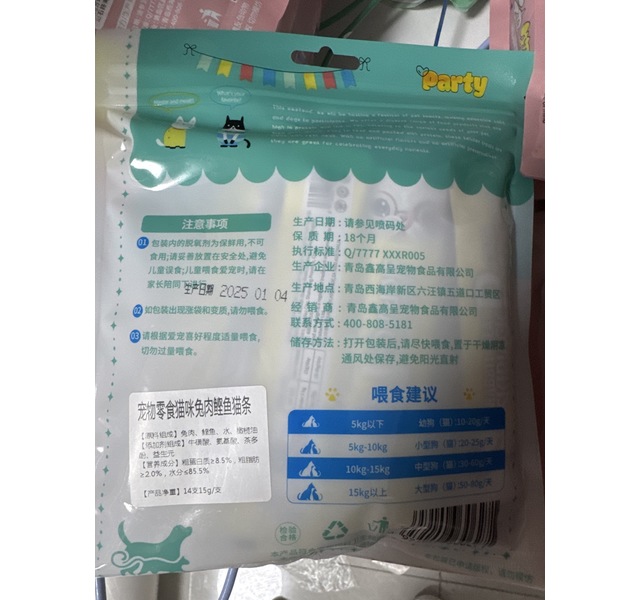 Party
注意事项
01 包装内的脱氧剂为保鲜用,不可
食用;请妥善放置在安全处,避免
儿童误食;儿童喂食爱宠时,请在
家长陪同下
生产日期 2025 01 04
02 如包装出现涨袋和变质,请勿喂食。
03 请根据爱宠喜好程度适量喂食,
切勿过量喂食。
生产日期:请参见喷码处
保 质 期:18个月
执行标准:Q/7777 XXXR005
生产企业:青岛鑫高呈宠物食品有限公司
生产地点:青岛西海岸新区六汪镇五道口工贸区
经 销 商:青岛鑫高呈宠物食品有限公司
联系方式:400-808-5181
储存方法:打开包装后,请尽快喂食,置于干燥阴凉
通风处保存,避免阳光直射
喂食建议
5kg以下 幼狗(猫):10-20g/天
5kg-10kg 小型狗(猫):20-25g/天
10kg-15kg 中型狗(猫):30-60g/天
15kg以上 大型狗(猫):50-80g/天
宠物零食猫咪兔肉鲣鱼猫条
【原料组成】兔肉、鲣鱼、水、橄榄油
【添加剂组成】牛磺酸、氨基酸、茶多
酚、益生元
【营养成分】粗蛋白质≥8.5%,粗脂肪
≥2.0%,水分≤85.5%
【产品净重】14支15g/支
检验
合格